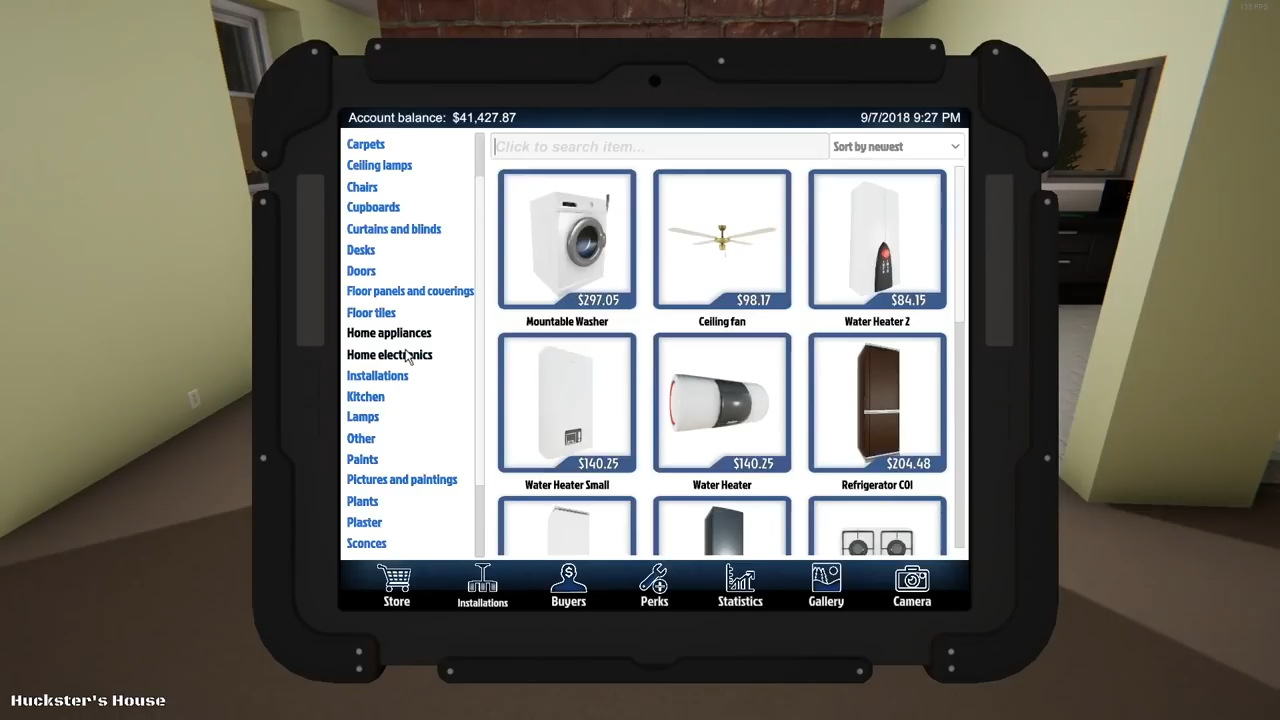 133 FPS
Account balance: $41,427.87
9/7/2018 9:27 PM
Carpets
Ceiling lamps
Chairs
Cupboards
Curtains and blinds
Desks
Doors
Floor panels and coverings
Floor tiles
Home appliances
Home electronics
Installations
Kitchen
Lamps
Other
Paints
Pictures and paintings
Plants
Plaster
Sconces
Click to search item...
Sort by newest
$297.05
$98.17
$84.15
Mountable Washer
Ceiling fan
Water Heater 2
$140.25
$140.25
$204.48
Water Heater Small
Water Heater
Refrigerator C01
Store
Installations
Buyers
Perks
Statistics
Gallery
Camera
Huckster's House